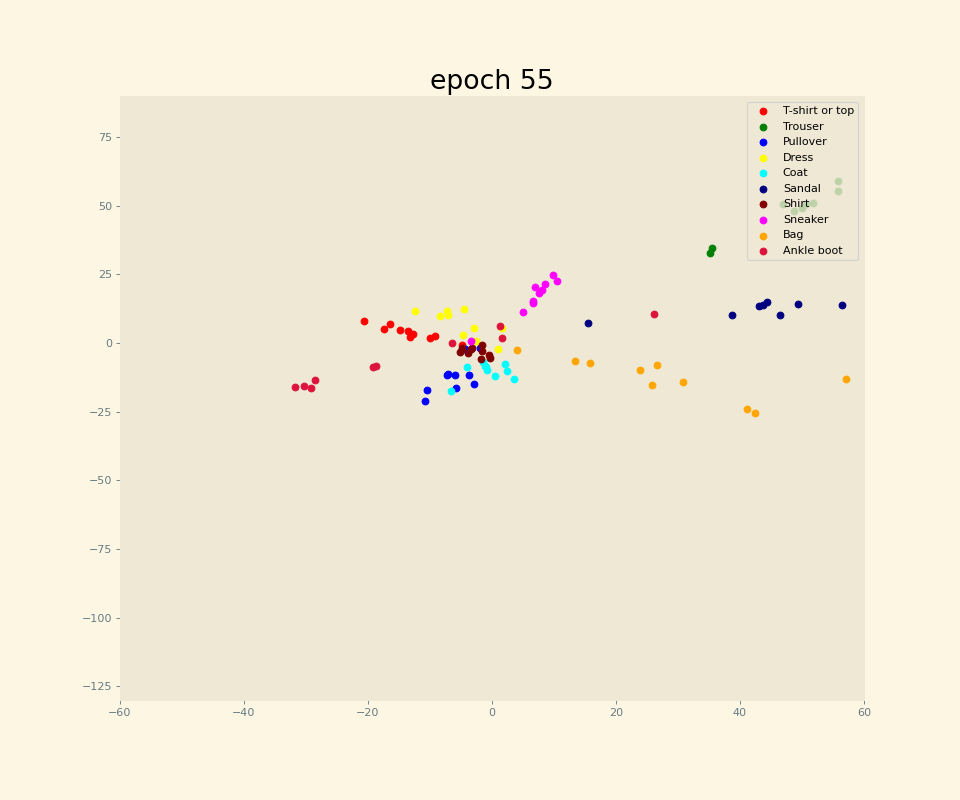 epoch 55
T-shirt or top
Trouser
Pullover
Dress
Coat
Sandal
Shirt
Sneaker
Bag
Ankle boot
75
50
25
0
−25
−50
−75
−100
−125
−60 −40 −20 0 20 40 60